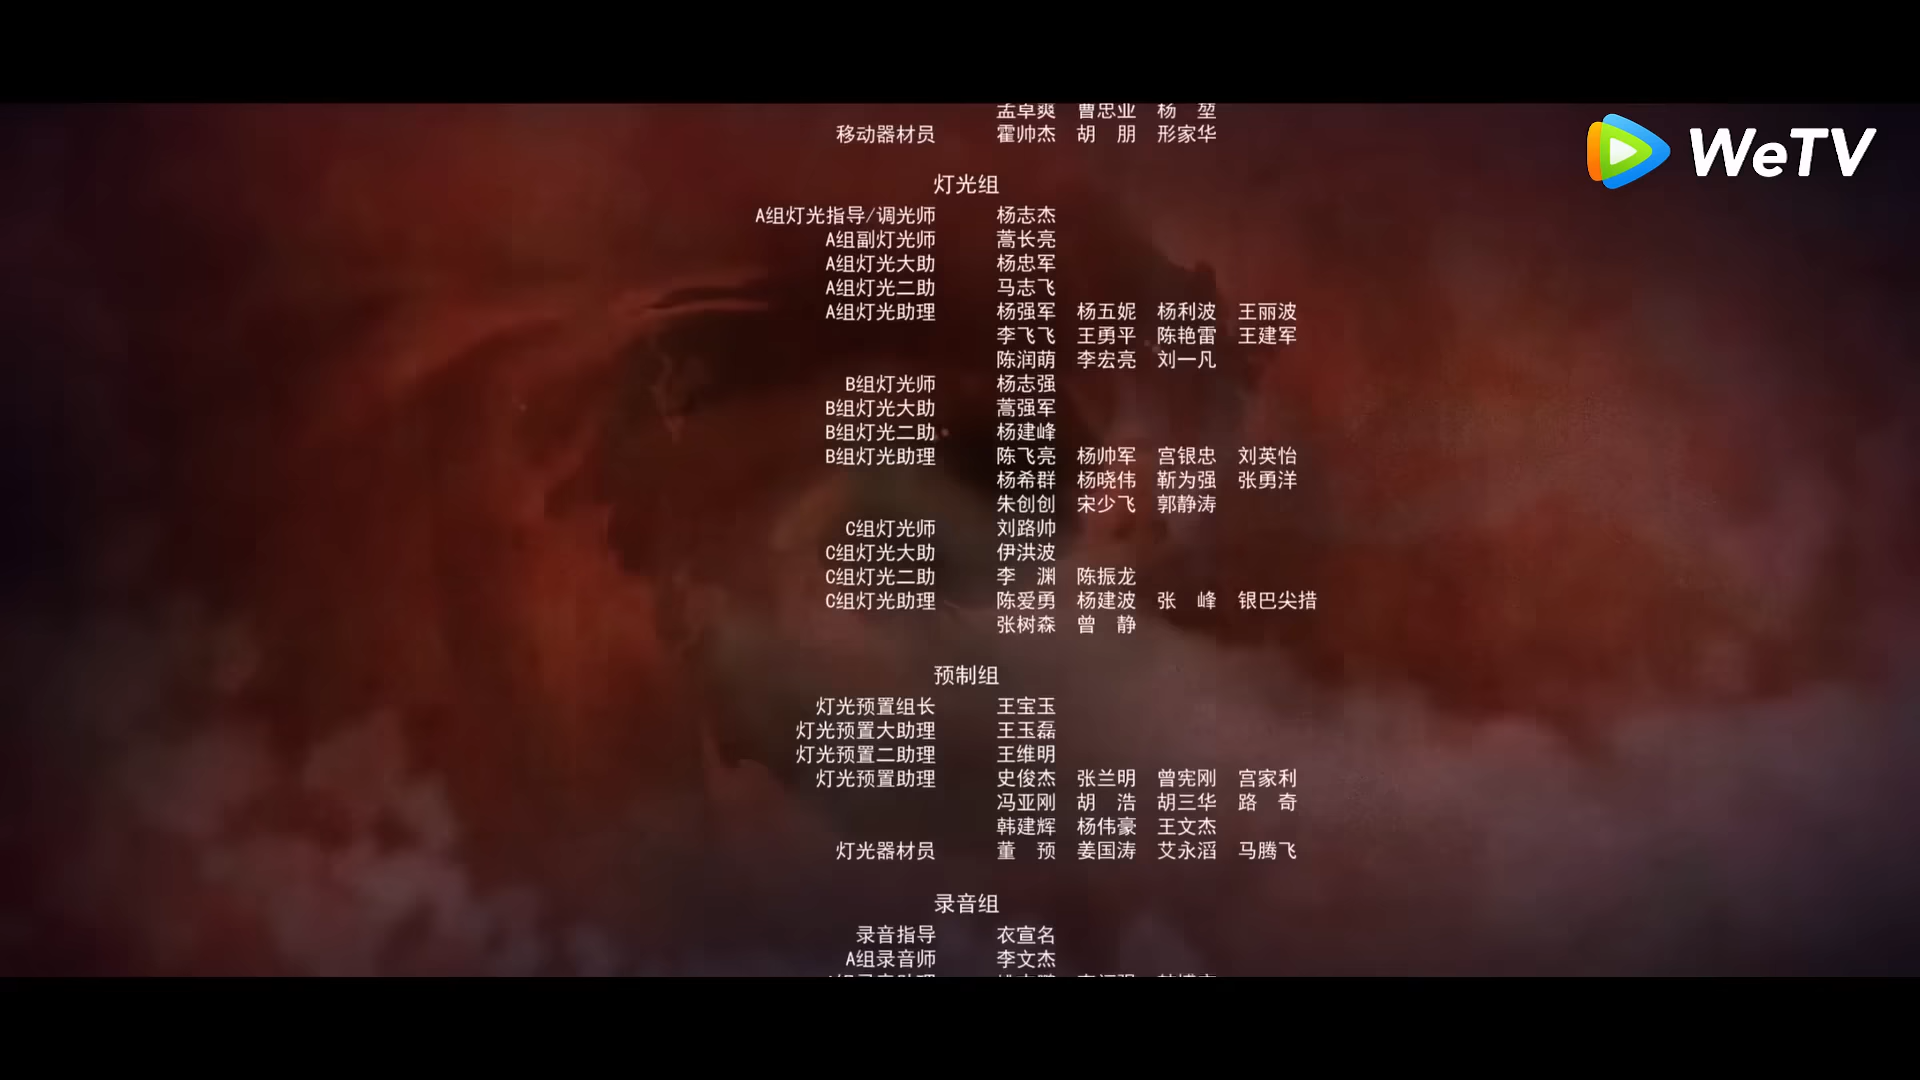 孟卓爽 曹忠业 杨 堃
移动器材员 霍帅杰 胡 朋 形家华
WeTV
灯光组
A组灯光指导/调光师 杨志杰
A组副灯光师 蒿长亮
A组灯光大助 杨忠军
A组灯光二助 马志飞
A组灯光助理 杨强军 杨五妮 杨利波 王丽波
李飞飞 王勇平 陈艳雷 王建军
陈润萌 李宏亮 刘一凡
B组灯光师 杨志强
B组灯光大助 蒿强军
B组灯光二助 杨建峰
B组灯光助理 陈飞亮 杨帅军 宫银忠 刘英怡
杨希群 杨晓伟 靳为强 张勇洋
朱创创 宋少飞 郭静涛
C组灯光师 刘路帅
C组灯光大助 伊洪波
C组灯光二助 李 渊 陈振龙
C组灯光助理 陈爱勇 杨建波 张 峰 银巴尖措
张树森 曾 静
预制组
灯光预置组长 王宝玉
灯光预置大助理 王玉磊
灯光预置二助理 王维明
灯光预置助理 史俊杰 张兰明 曾宪刚 宫家利
冯亚刚 胡 浩 胡三华 路 奇
韩建辉 杨伟豪 王文杰
灯光器材员 董 预 姜国涛 艾永滔 马腾飞
录音组
录音指导 衣宣名
A组录音师 李文杰